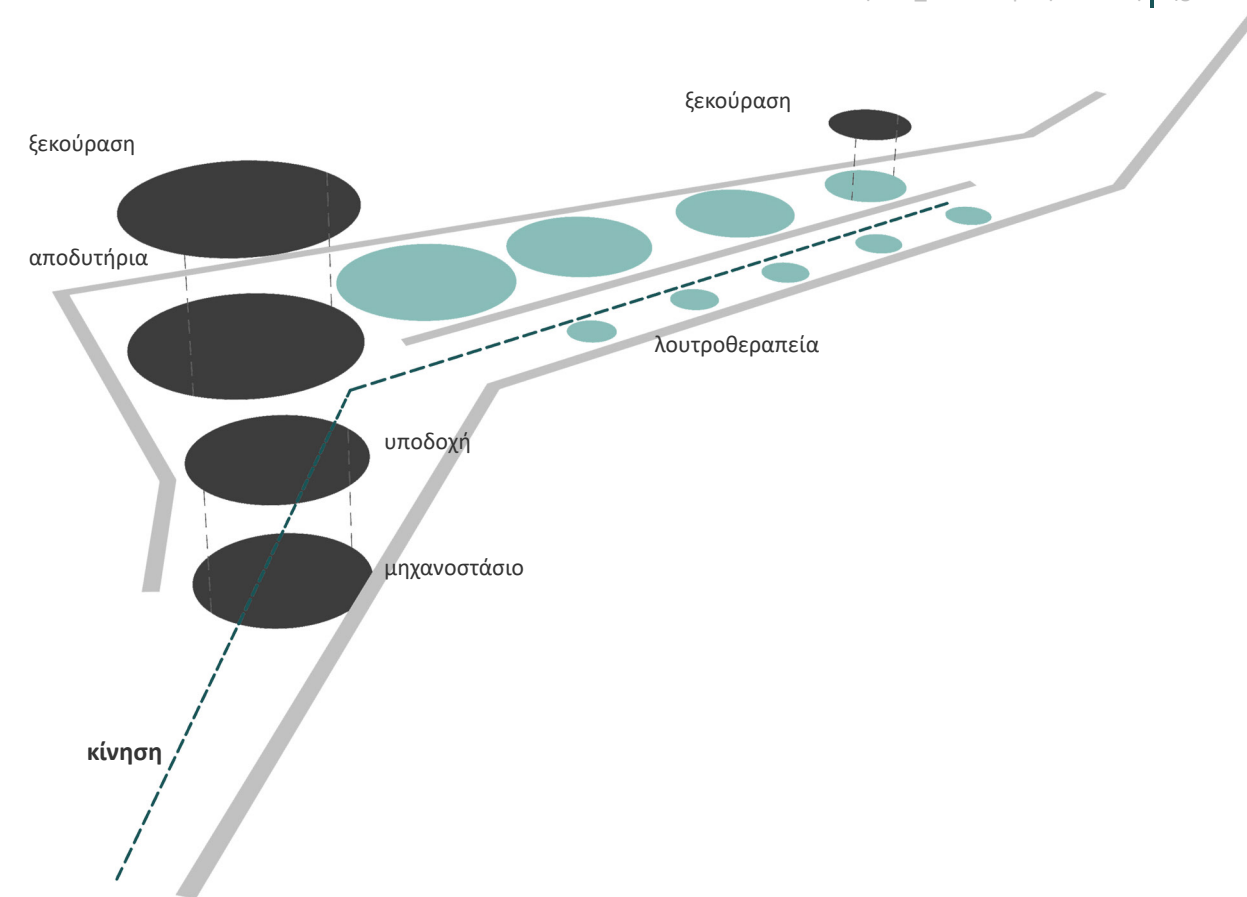 ξεκούραση
ξεκούραση
αποδυτήρια
λουτροθεραπεία
υποδοχή
μηχανοστάσιο
κίνηση